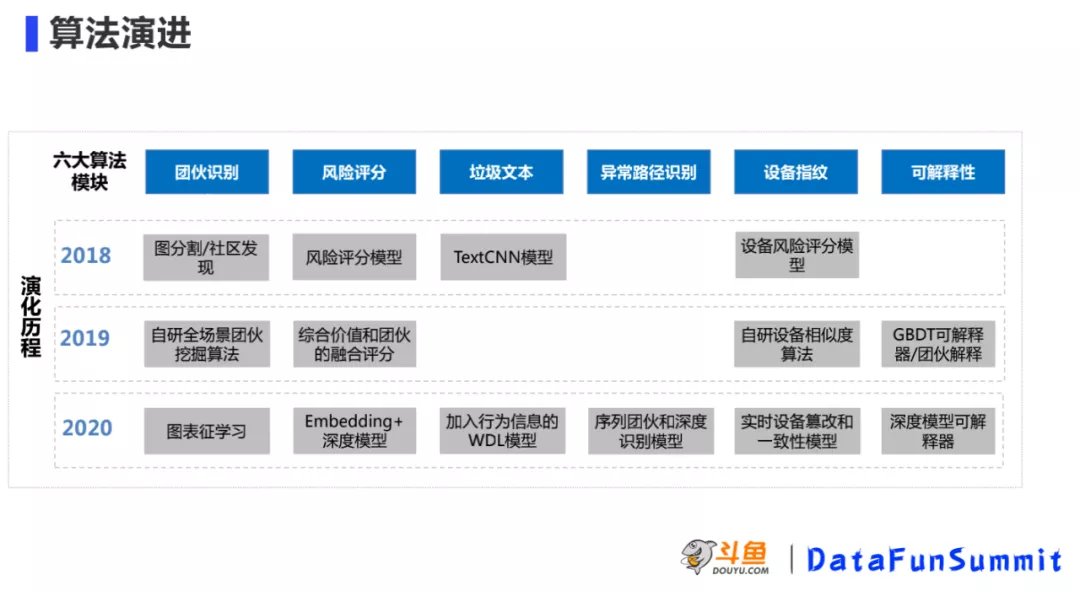 算法演进
六大算法
模块
团伙识别
风险评分
垃圾文本
异常路径识别
设备指纹
可解释性
演化历程
2018
图分割/社区发
现
风险评分模型
TextCNN模型
设备风险评分模
型
2019
自研全场景团伙
挖掘算法
综合价值和团伙
的融合评分
自研设备相似度
算法
GBDT可解释
器/团伙解释
2020
图表征学习
Embedding+
深度模型
加入行为信息的
WDL模型
序列团伙和深度
识别模型
实时设备篡改和
一致性模型
深度模型可解
释器
斗鱼
DOUYU.COM
DataFunSummit